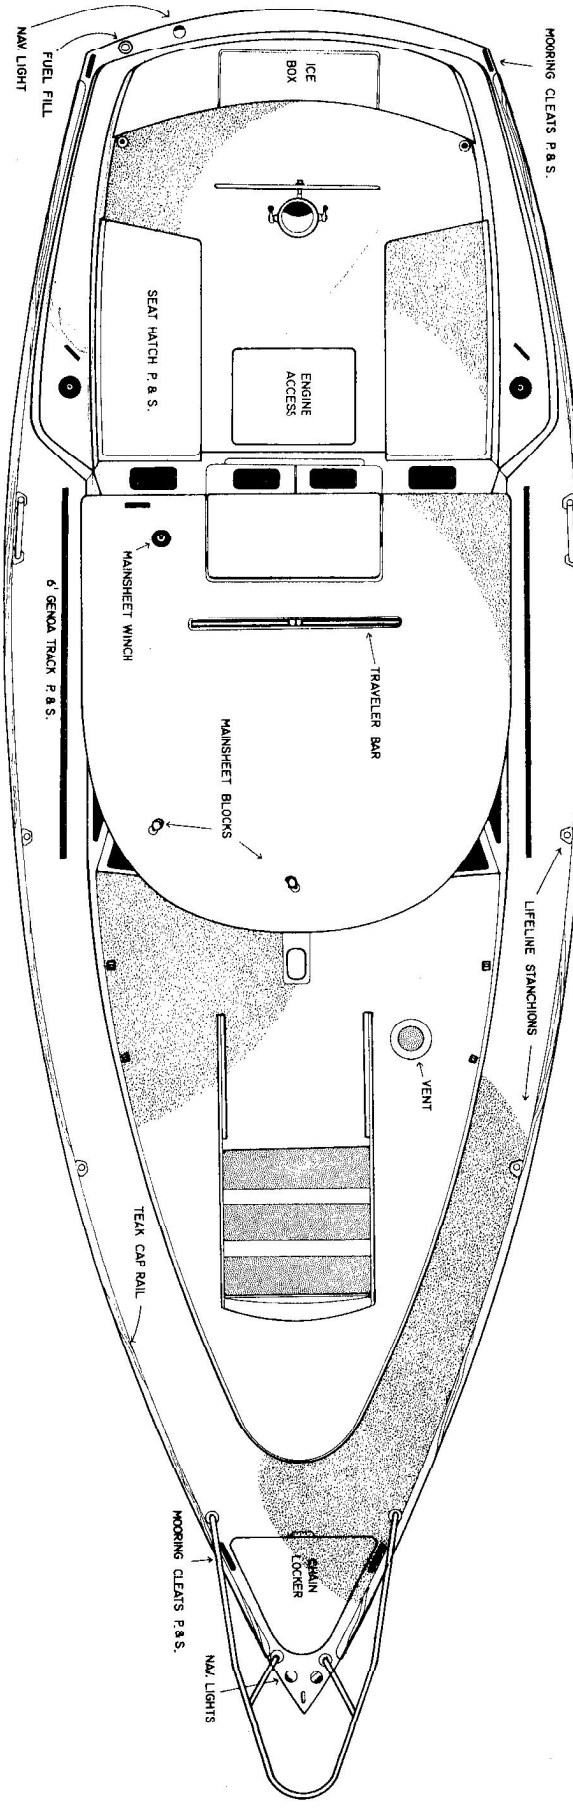 NAV. LIGHT
FUEL FILL
MOORING CLEATS P. & S.
ICE
BOX
SEAT HATCH P. & S.
ENGINE
ACCESS
MAINSHEET WINCH
6' GENOA TRACK P. & S.
TRAVELER BAR
MAINSHEET BLOCKS
LIFELINE STANCHIONS
VENT
TEAK CAP RAIL
CHAIN
LOCKER
MOORING CLEATS P. & S.
NAV. LIGHTS